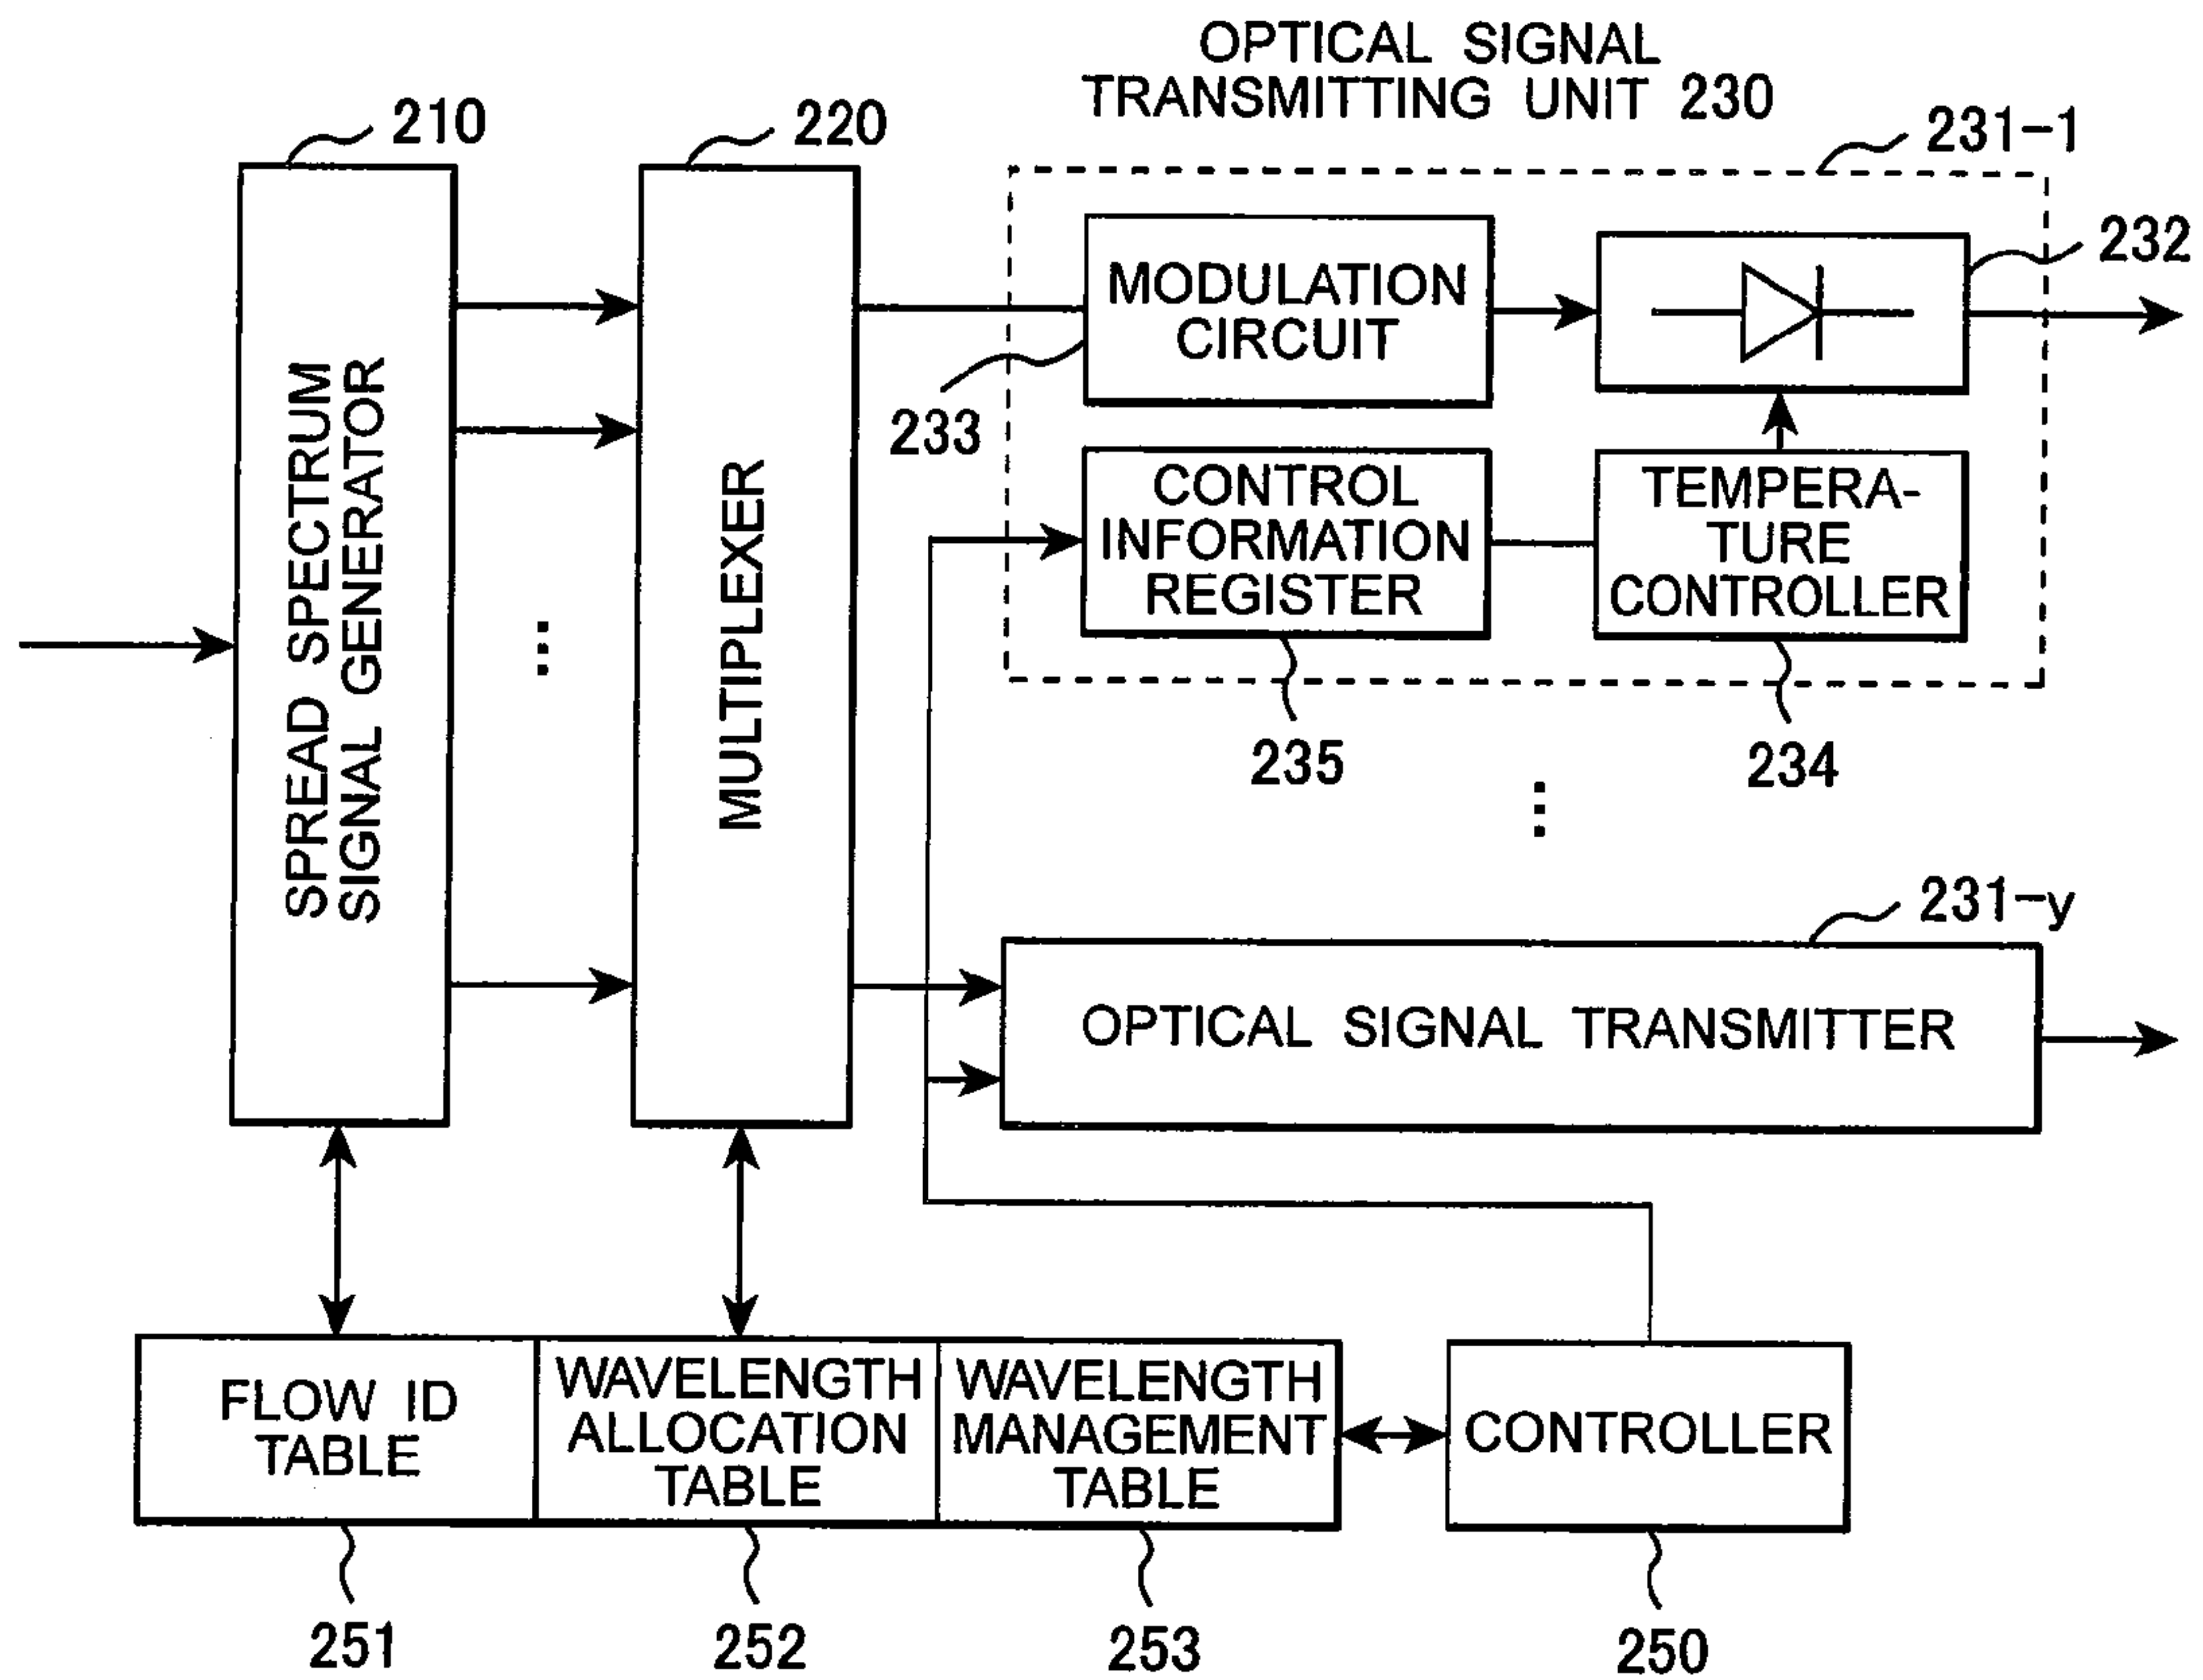 OPTICAL SIGNAL
TRANSMITTING UNIT 230
210
220
231-1
232
SPREAD SPECTRUM
SIGNAL GENERATOR
MULTIPLEXER
MODULATION
CIRCUIT
233
CONTROL
INFORMATION
REGISTER
TEMPERA-
TURE
CONTROLLER
235
234
231-y
OPTICAL SIGNAL TRANSMITTER
FLOW ID
TABLE
WAVELENGTH
ALLOCATION
TABLE
WAVELENGTH
MANAGEMENT
TABLE
CONTROLLER
251
252
253
250